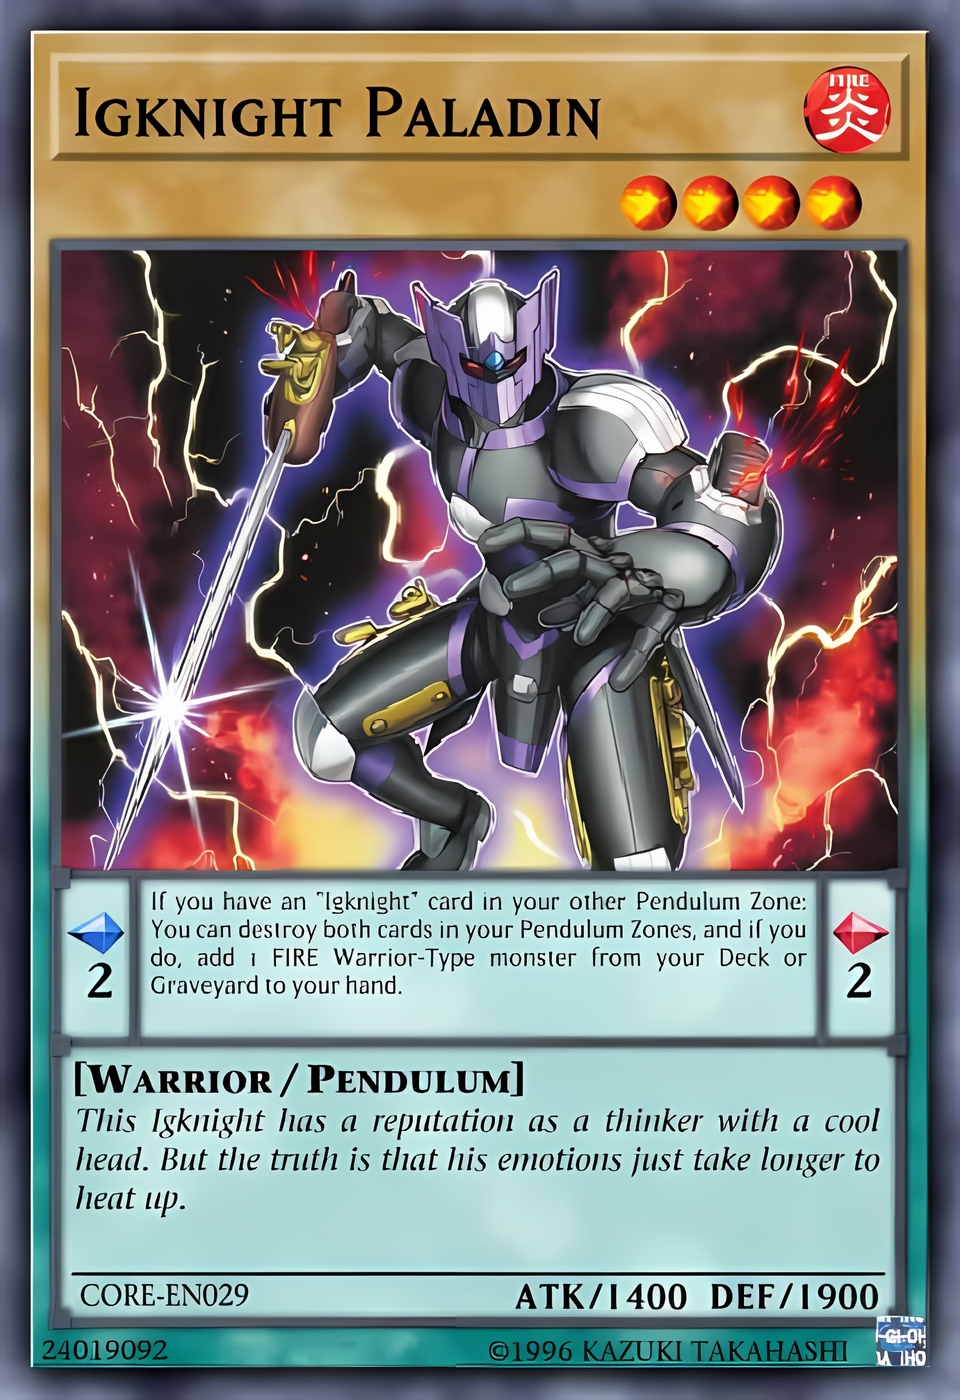 IGKNIGHT PALADIN
炎
If you have an "Igknight" card in your other Pendulum Zone:
You can destroy both cards in your Pendulum Zones, and if you
do, add 1 FIRE Warrior-Type monster from your Deck or
Graveyard to your hand.
2
2
[WARRIOR / PENDULUM]
This Igknight has a reputation as a thinker with a cool
head. But the truth is that his emotions just take longer to
heat up.
CORE-EN029
ATK/1400 DEF/1900
24019092
©1996 KAZUKI TAKAHASHI